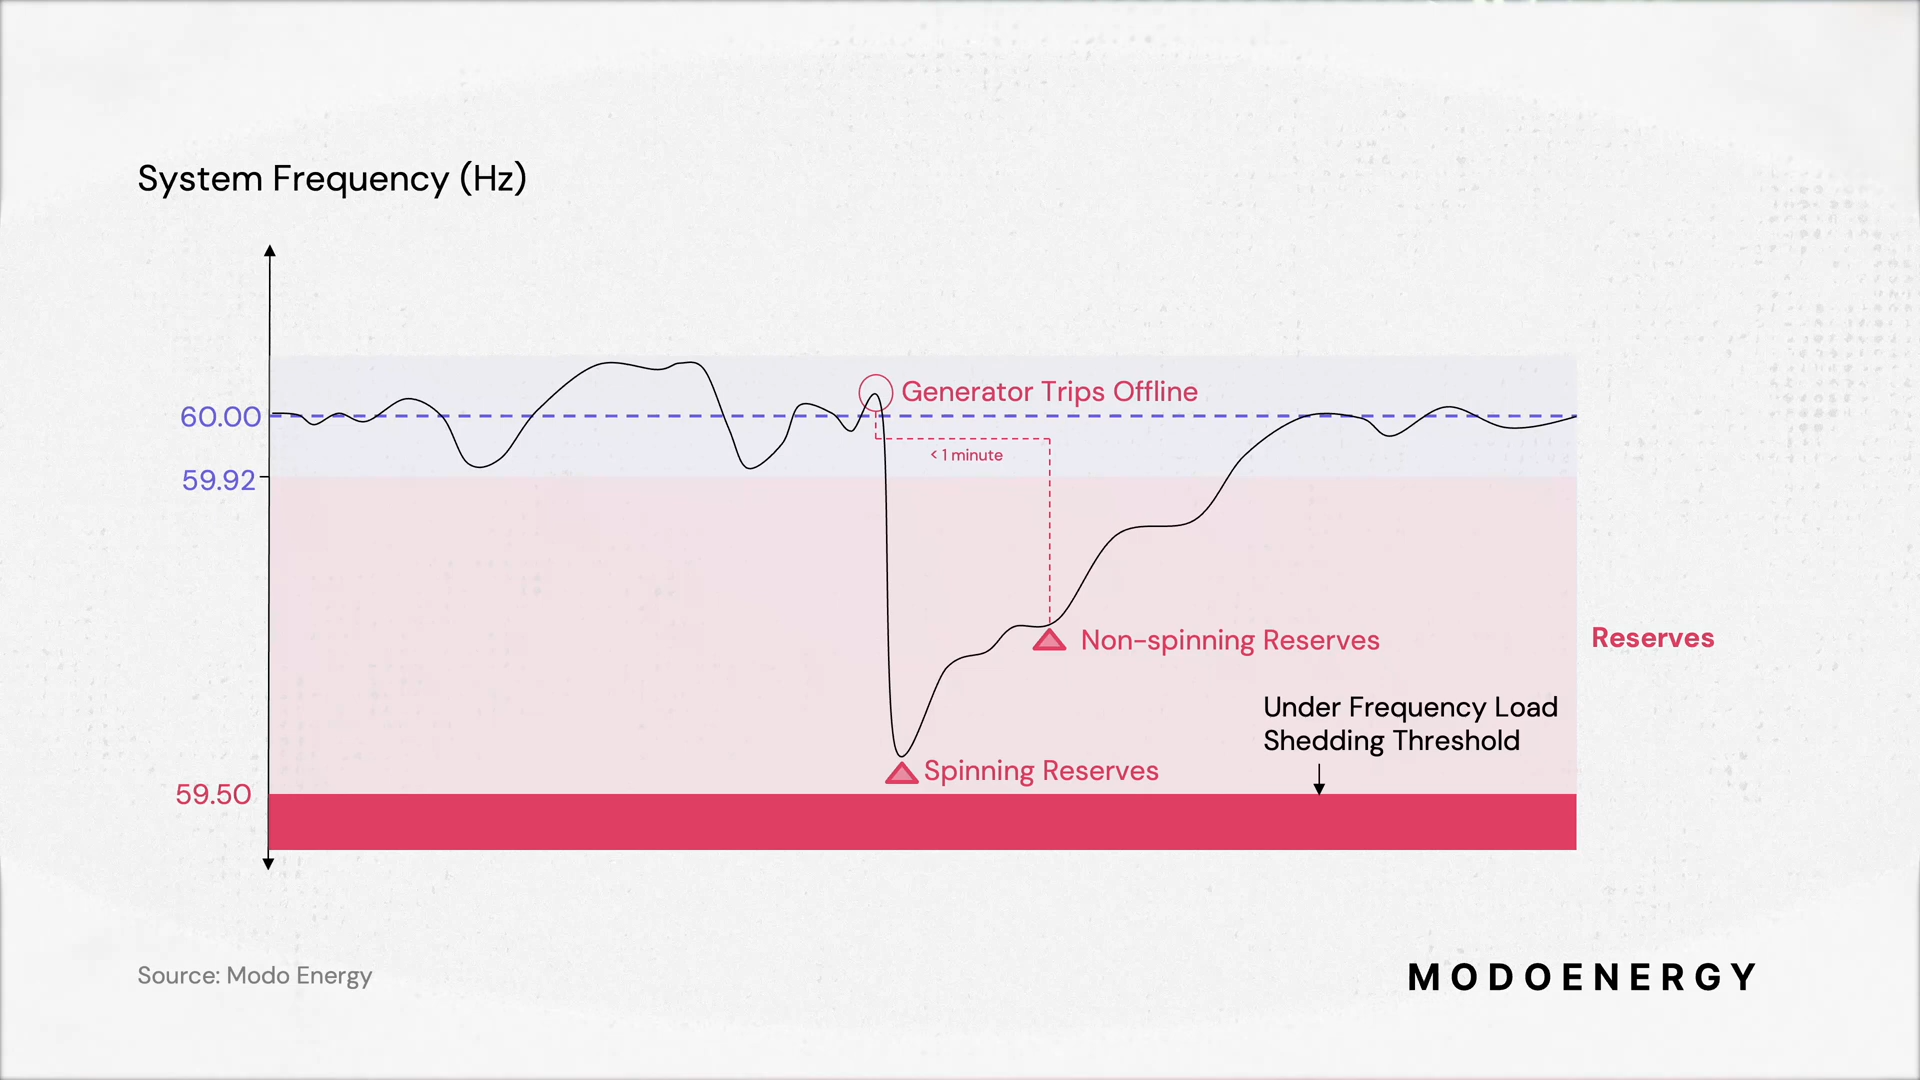 System Frequency (Hz)
60.00
Generator Trips Offline
< 1 minute
59.92
Non-spinning Reserves
Reserves
Under Frequency Load
Shedding Threshold
Spinning Reserves
59.50
Source: Modo Energy
MODOENERGY